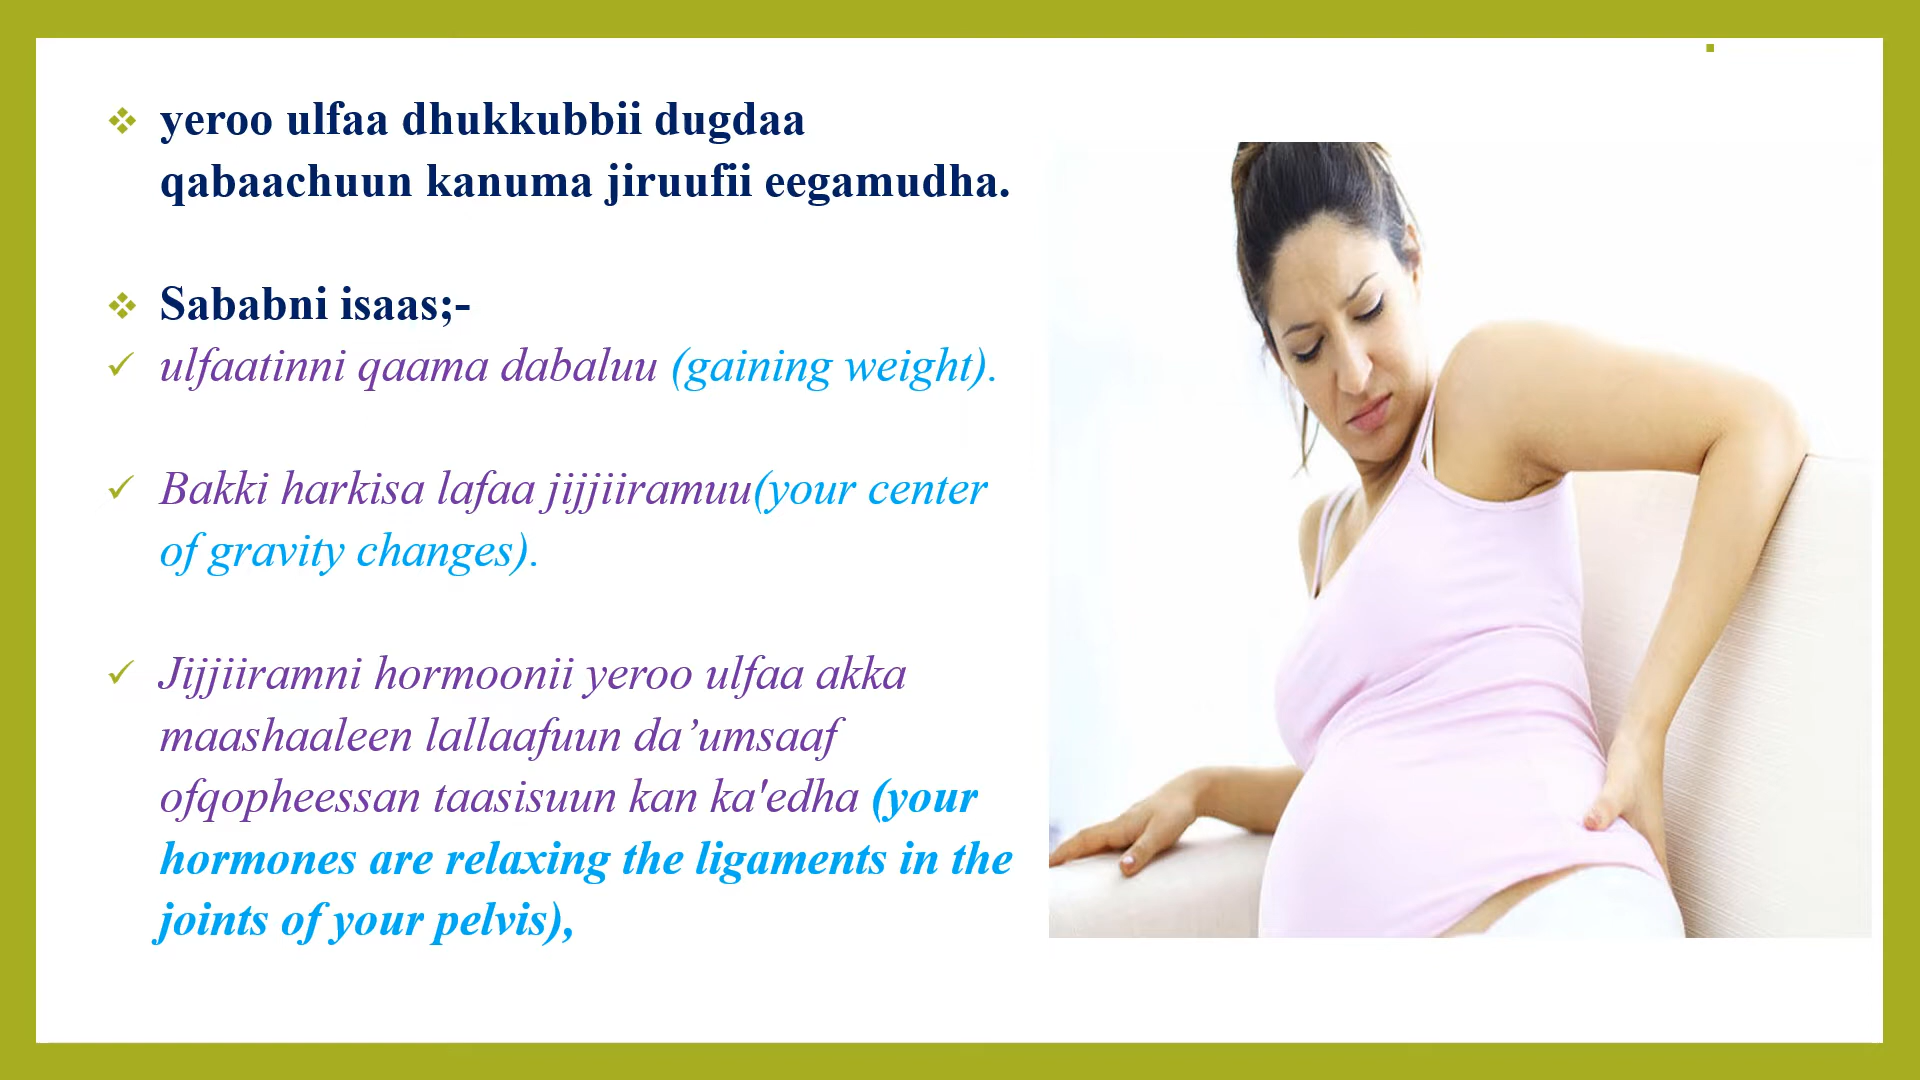 yeroo ulfaa dhukkubbii dugdaa
qabaachuun kanuma jiruufii eegamudha.
Sababni isaas;-
ulfaatinni qaama dabaluu (gaining weight).
Bakki harkisa lafaa jijjiiramuu(your center
of gravity changes).
Jijjiiramni hormoonii yeroo ulfaa akka
maashaaleen lallaafuun da’umsaaf
ofqopheessan taasisuun kan ka'edha (your
hormones are relaxing the ligaments in the
joints of your pelvis),